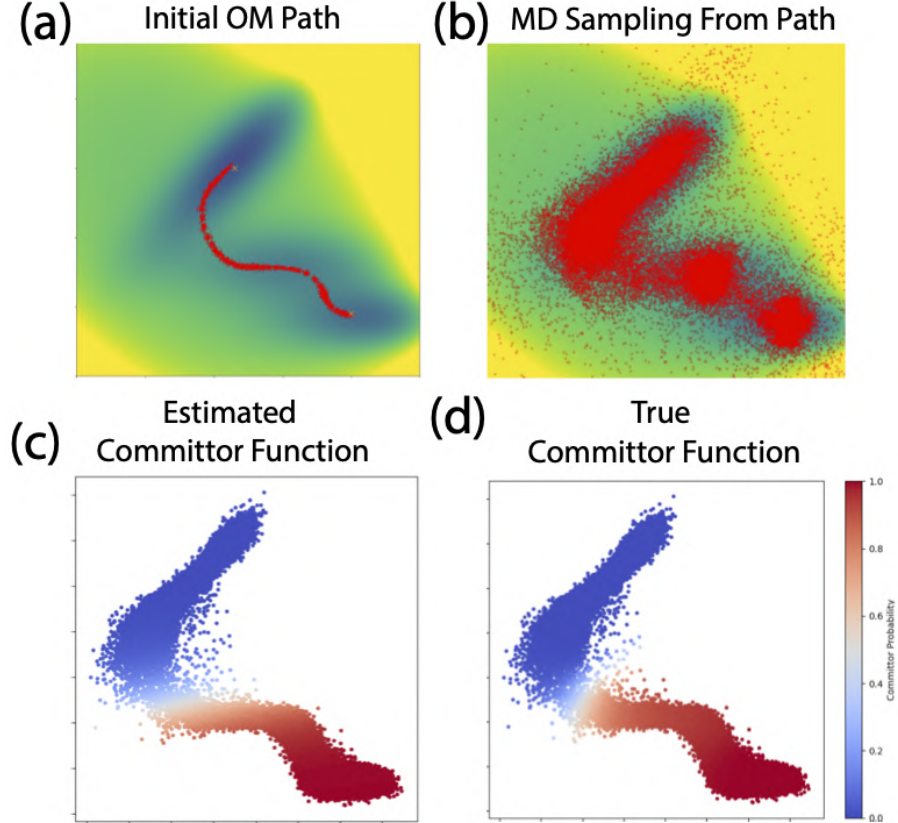 (a)
Initial OM Path
(b)
MD Sampling From Path
(c)
Estimated
Committor Function
(d)
True
Committor Function
1.0
0.8
0.6
0.4
0.2
0.0
Committor Probability